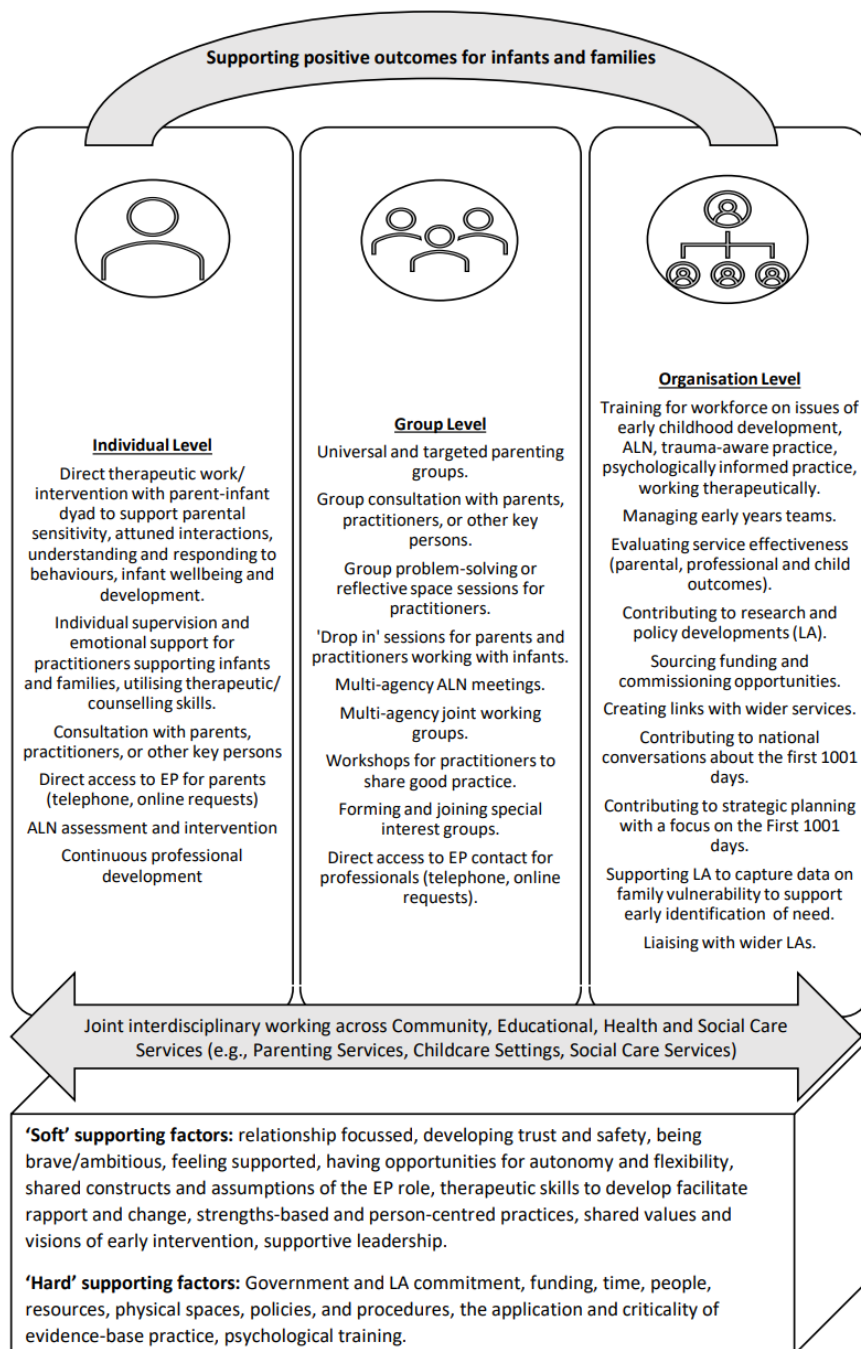 Supporting positive outcomes for infants and families
Individual Level
Direct therapeutic work/
intervention with parent-infant
dyad to support parental
sensitivity, attuned interactions,
understanding and responding to
behaviours, infant wellbeing and
development.
Individual supervision and
emotional support for
practitioners supporting infants
and families, utilising therapeutic/
counselling skills.
Consultation with parents,
practitioners, or other key persons
Direct access to EP for parents
(telephone, online requests)
ALN assessment and intervention
Continuous professional
development
Group Level
Universal and targeted parenting
groups.
Group consultation with parents,
practitioners, or other key
persons.
Group problem-solving or
reflective space sessions for
practitioners.
'Drop in' sessions for parents and
practitioners working with infants.
Multi-agency ALN meetings.
Multi-agency joint working
groups.
Workshops for practitioners to
share good practice.
Forming and joining special
interest groups.
Direct access to EP contact for
professionals (telephone, online
requests).
Organisation Level
Training for workforce on issues of
early childhood development,
ALN, trauma-aware practice,
psychologically informed practice,
working therapeutically.
Managing early years teams.
Evaluating service effectiveness
(parental, professional and child
outcomes).
Contributing to research and
policy developments (LA).
Sourcing funding and
commissioning opportunities.
Creating links with wider services.
Contributing to national
conversations about the first 1001
days.
Contributing to strategic planning
with a focus on the First 1001
days.
Supporting LA to capture data on
family vulnerability to support
early identification of need.
Liaising with wider LAs.
Joint interdisciplinary working across Community, Educational, Health and Social Care
Services (e.g., Parenting Services, Childcare Settings, Social Care Services)
‘Soft’ supporting factors: relationship focussed, developing trust and safety, being
brave/ambitious, feeling supported, having opportunities for autonomy and flexibility,
shared constructs and assumptions of the EP role, therapeutic skills to develop facilitate
rapport and change, strengths-based and person-centred practices, shared values and
visions of early intervention, supportive leadership.
‘Hard’ supporting factors: Government and LA commitment, funding, time, people,
resources, physical spaces, policies, and procedures, the application and criticality of
evidence-base practice, psychological training.